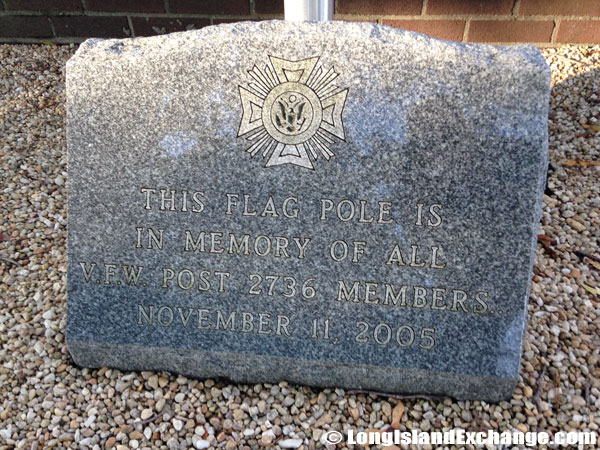 THIS FLAG POLE IS
IN MEMORY OF ALL
V.F.W. POST 2736 MEMBERS...
NOVEMBER 11, 2005
© LongIslandExchange.com